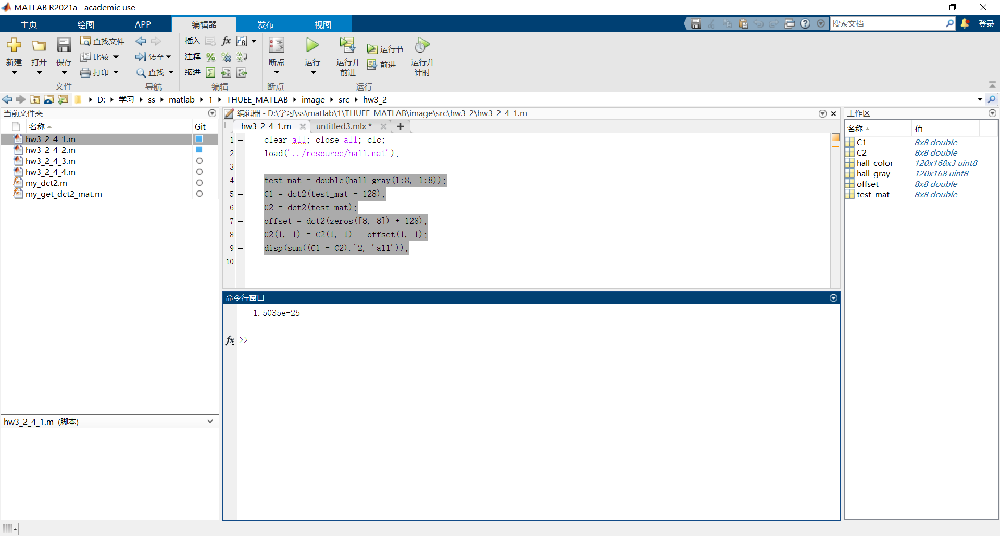 MATLAB R2021a - academic use
主页 绘图 APP 编辑器 发布 视图
搜索文档 登录
新建 打开 保存 查找文件 比较 打印 转至 查找 插入 注释 缩进 断点 运行 运行并前进 运行节 前进 运行并计时
文件 导航 编辑 断点 运行
D: 学习 ss matlab 1 THUEE_MATLAB image src hw3_2
当前文件夹
名称 Git
hw3_2_4_1.m
hw3_2_4_2.m
hw3_2_4_3.m
hw3_2_4_4.m
my_dct2.m
my_get_dct2_mat.m
hw3_2_4_1.m (脚本)
编辑器 - D:\学习\ss\matlab\1\THUEE_MATLAB\image\src\hw3_2\hw3_2_4_1.m
hw3_2_4_1.m untitled3.mlx *
1 clear all; close all; clc;
2 load('../resource/hall.mat');
3
4 test_mat = double(hall_gray(1:8, 1:8));
5 C1 = dct2(test_mat - 128);
6 C2 = dct2(test_mat);
7 offset = dct2(zeros([8, 8]) + 128);
8 C2(1, 1) = C2(1, 1) - offset(1, 1);
9 disp(sum((C1 - C2).^2, 'all'));
10
命令行窗口
1.5035e-25
fx >>
工作区
名称 值
C1 8x8 double
C2 8x8 double
hall_color 120x168x3 uint8
hall_gray 120x168 uint8
offset 8x8 double
test_mat 8x8 double